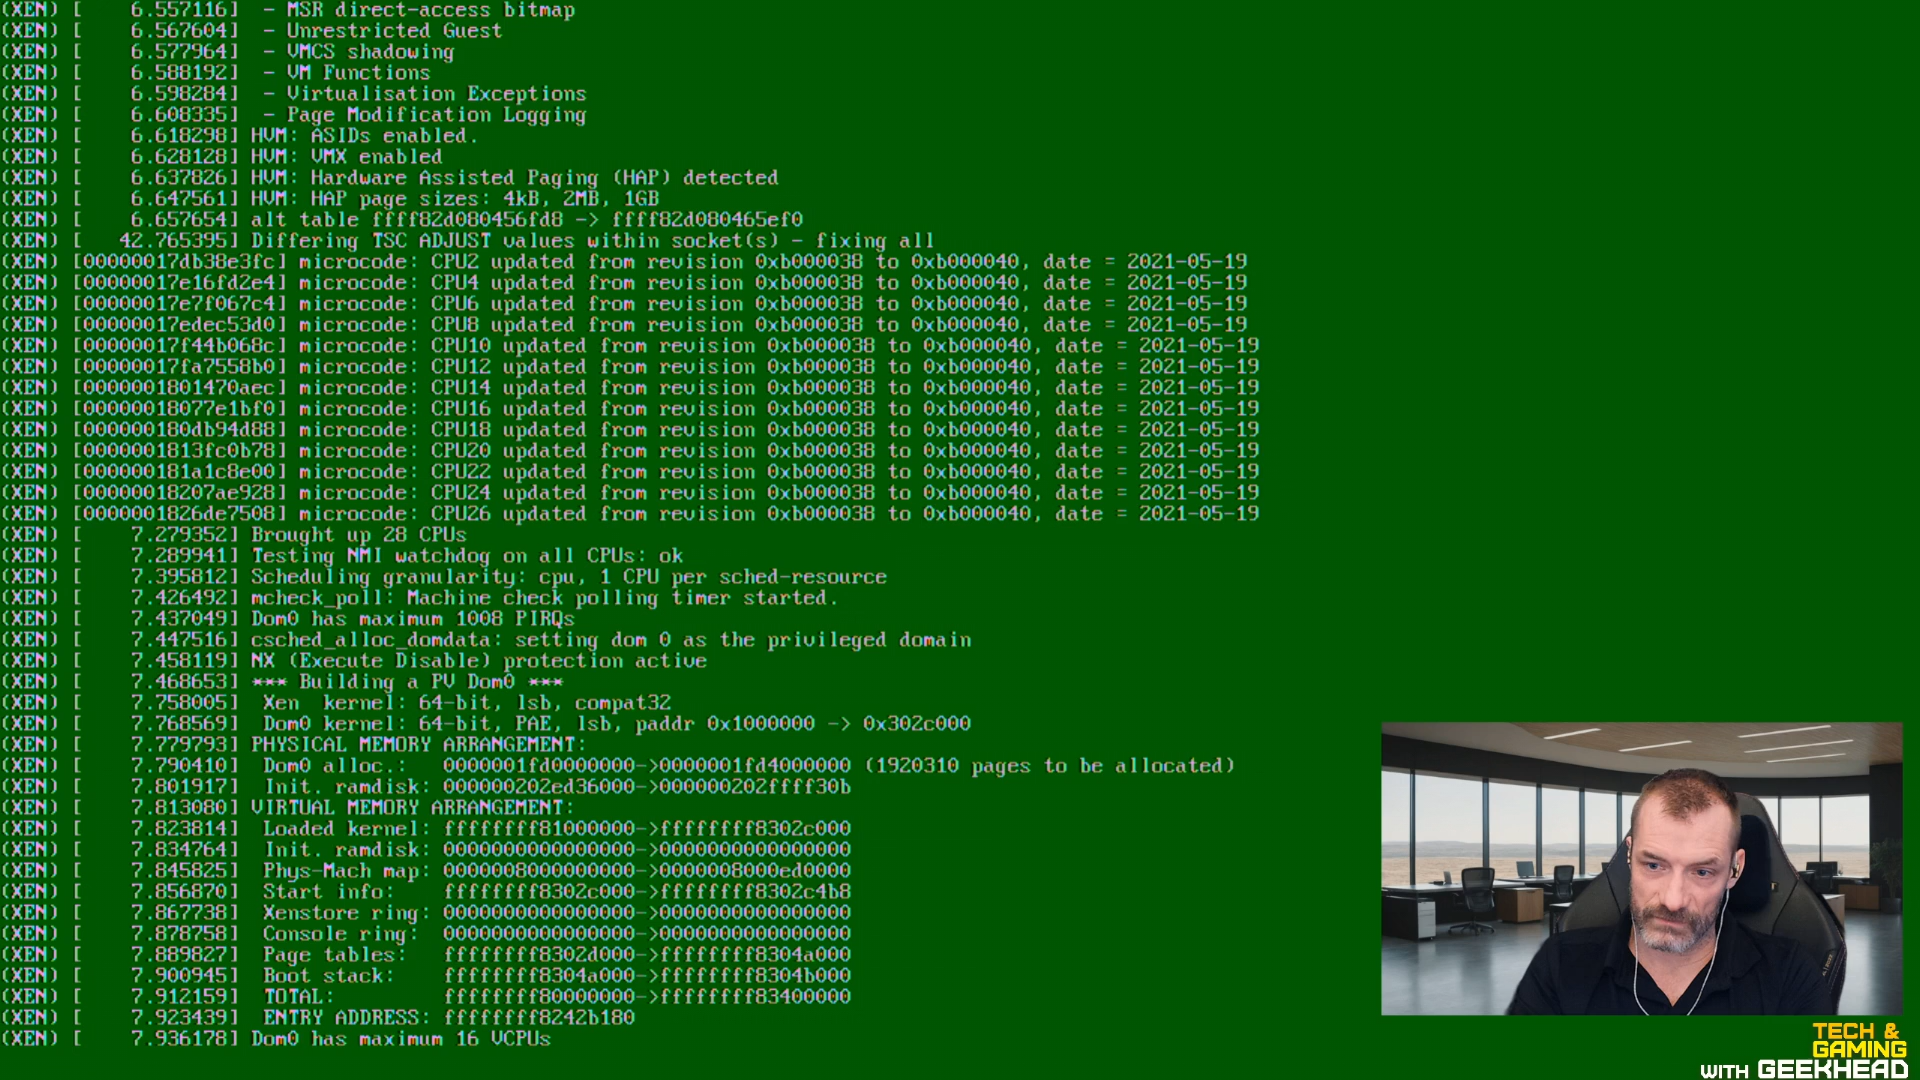 (XEN) [      6.557116]  - MSR direct-access bitmap
(XEN) [      6.567604]  - Unrestricted Guest
(XEN) [      6.577964]  - VMCS shadowing
(XEN) [      6.588192]  - VM Functions
(XEN) [      6.598284]  - Virtualisation Exceptions
(XEN) [      6.608335]  - Page Modification Logging
(XEN) [      6.618298] HVM: ASIDs enabled.
(XEN) [      6.628128] HVM: VMX enabled
(XEN) [      6.637826] HVM: Hardware Assisted Paging (HAP) detected
(XEN) [      6.647561] HVM: HAP page sizes: 4kB, 2MB, 1GB
(XEN) [      6.657654] alt table ffff82d080456fd8 -> ffff82d080465ef0
(XEN) [     42.765395] Differing TSC ADJUST values within socket(s) - fixing all
(XEN) [00000017db38e3fc] microcode: CPU2 updated from revision 0xb000038 to 0xb000040, date = 2021-05-19
(XEN) [00000017e16fd2e4] microcode: CPU4 updated from revision 0xb000038 to 0xb000040, date = 2021-05-19
(XEN) [00000017e7f067c4] microcode: CPU6 updated from revision 0xb000038 to 0xb000040, date = 2021-05-19
(XEN) [00000017edec53d0] microcode: CPU8 updated from revision 0xb000038 to 0xb000040, date = 2021-05-19
(XEN) [00000017f44b068c] microcode: CPU10 updated from revision 0xb000038 to 0xb000040, date = 2021-05-19
(XEN) [00000017fa7558b0] microcode: CPU12 updated from revision 0xb000038 to 0xb000040, date = 2021-05-19
(XEN) [0000001801470aec] microcode: CPU14 updated from revision 0xb000038 to 0xb000040, date = 2021-05-19
(XEN) [00000018077e1bf0] microcode: CPU16 updated from revision 0xb000038 to 0xb000040, date = 2021-05-19
(XEN) [000000180db94d88] microcode: CPU18 updated from revision 0xb000038 to 0xb000040, date = 2021-05-19
(XEN) [0000001813fc0b78] microcode: CPU20 updated from revision 0xb000038 to 0xb000040, date = 2021-05-19
(XEN) [000000181a1c8e00] microcode: CPU22 updated from revision 0xb000038 to 0xb000040, date = 2021-05-19
(XEN) [00000018207ae928] microcode: CPU24 updated from revision 0xb000038 to 0xb000040, date = 2021-05-19
(XEN) [0000001826de7508] microcode: CPU26 updated from revision 0xb000038 to 0xb000040, date = 2021-05-19
(XEN) [      7.279352] Brought up 28 CPUs
(XEN) [      7.289941] Testing NMI watchdog on all CPUs: ok
(XEN) [      7.395812] Scheduling granularity: cpu, 1 CPU per sched-resource
(XEN) [      7.426492] mcheck_poll: Machine check polling timer started.
(XEN) [      7.437049] Dom0 has maximum 1008 PIRQs
(XEN) [      7.447516] csched_alloc_domdata: setting dom 0 as the privileged domain
(XEN) [      7.458119] NX (Execute Disable) protection active
(XEN) [      7.468653] *** Building a PV Dom0 ***
(XEN) [      7.758005]  Xen  kernel: 64-bit, lsb, compat32
(XEN) [      7.768569]  Dom0 kernel: 64-bit, PAE, lsb, paddr 0x1000000 -> 0x302c000
(XEN) [      7.779793] PHYSICAL MEMORY ARRANGEMENT:
(XEN) [      7.790410]  Dom0 alloc.:   0000001fd0000000->0000001fd4000000 (1920310 pages to be allocated)
(XEN) [      7.801917]  Init. ramdisk: 000000202ed36000->000000202ffff30b
(XEN) [      7.813080] VIRTUAL MEMORY ARRANGEMENT:
(XEN) [      7.823814]  Loaded kernel: ffffffff81000000->ffffffff8302c000
(XEN) [      7.834764]  Init. ramdisk: 0000000000000000->0000000000000000
(XEN) [      7.845825]  Phys-Mach map: 0000008000000000->0000008000ed0000
(XEN) [      7.856870]  Start info:    ffffffff8302c000->ffffffff8302c4b8
(XEN) [      7.867738]  Xenstore ring: 0000000000000000->0000000000000000
(XEN) [      7.878758]  Console ring:  0000000000000000->0000000000000000
(XEN) [      7.889827]  Page tables:   ffffffff8302d000->ffffffff8304a000
(XEN) [      7.900945]  Boot stack:    ffffffff8304a000->ffffffff8304b000
(XEN) [      7.912159]  TOTAL:         ffffffff80000000->ffffffff83400000
(XEN) [      7.923439]  ENTRY ADDRESS: ffffffff8242b180
(XEN) [      7.936178] Dom0 has maximum 16 VCPUs
TECH &
GAMING
WITH GEEKHEAD